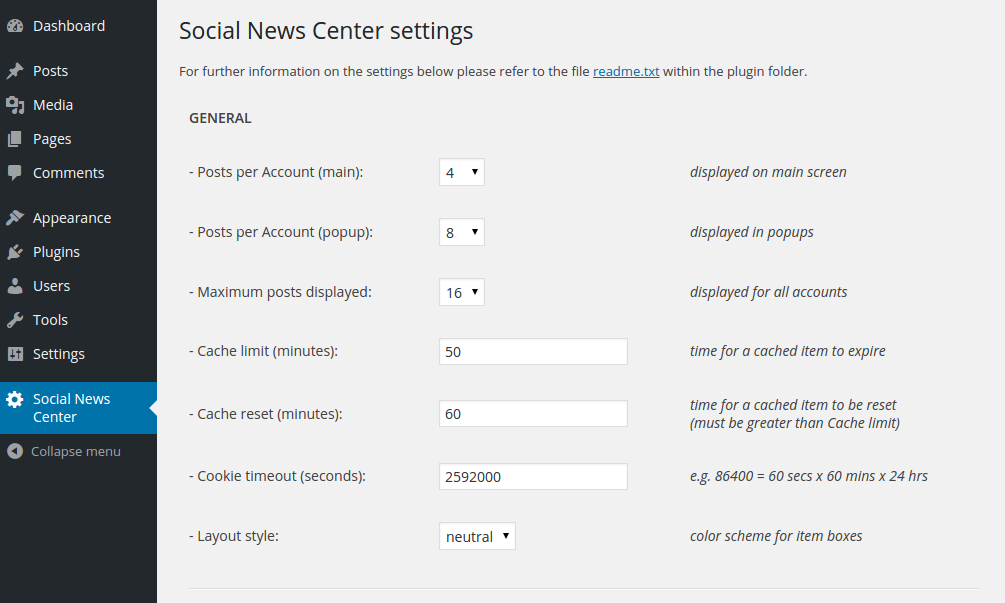 Dashboard
Posts
Media
Pages
Comments
Appearance
Plugins
Users
Tools
Settings
Social News
Center
Collapse menu
Social News Center settings
For further information on the settings below please refer to the file readme.txt within the plugin folder.
GENERAL
- Posts per Account (main): 4 displayed on main screen
- Posts per Account (popup): 8 displayed in popups
- Maximum posts displayed: 16 displayed for all accounts
- Cache limit (minutes): 50 time for a cached item to expire
- Cache reset (minutes): 60 time for a cached item to be reset
(must be greater than Cache limit)
- Cookie timeout (seconds): 2592000 e.g. 86400 = 60 secs x 60 mins x 24 hrs
- Layout style: neutral color scheme for item boxes